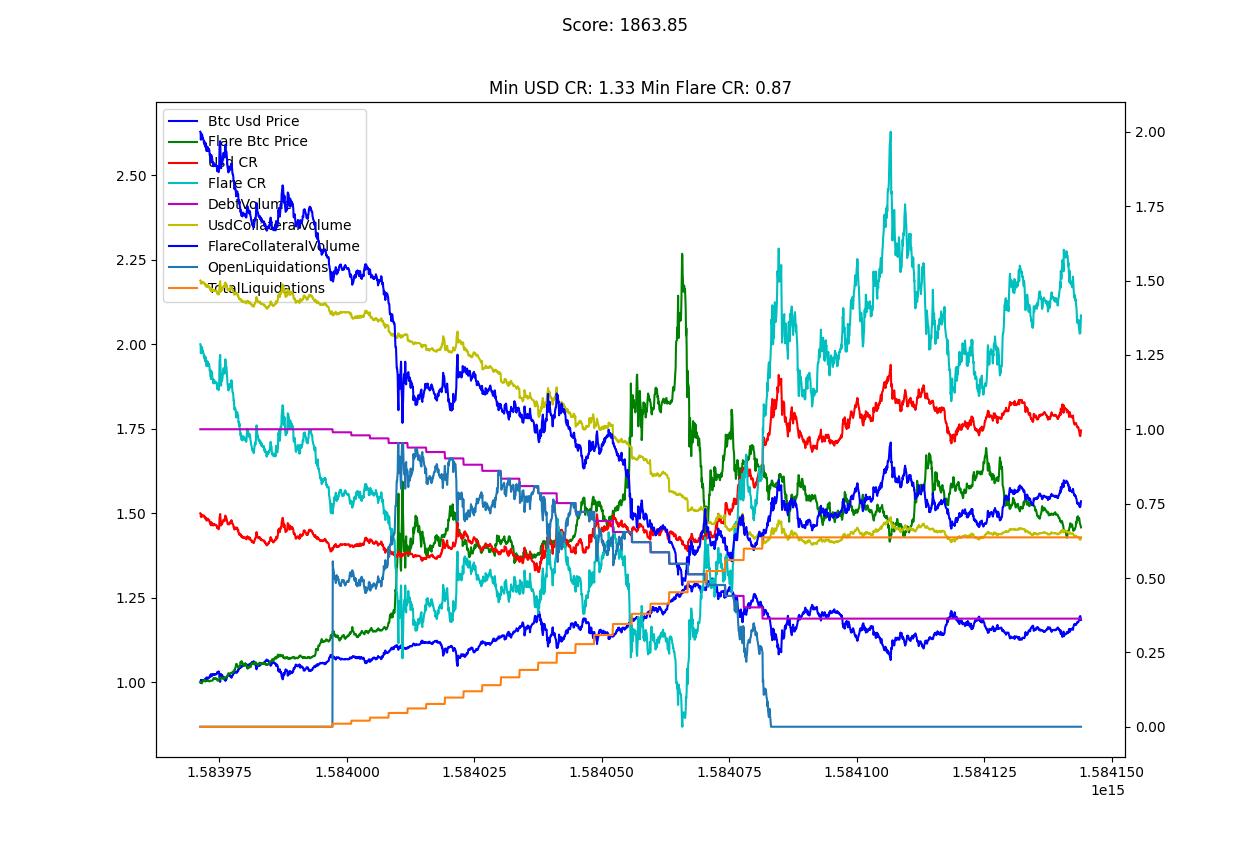 Score: 1863.85
Min USD CR: 1.33 Min Flare CR: 0.87
Btc Usd Price
Flare Btc Price
Usd CR
Flare CR
DebtVolume
UsdCollateralVolume
FlareCollateralVolume
OpenLiquidations
TotalLiquidations
2.50
2.25
2.00
1.75
1.50
1.25
1.00
2.00
1.75
1.50
1.25
1.00
0.75
0.50
0.25
0.00
1.583975 1.584000 1.584025 1.584050 1.584075 1.584100 1.584125 1.584150
1e15